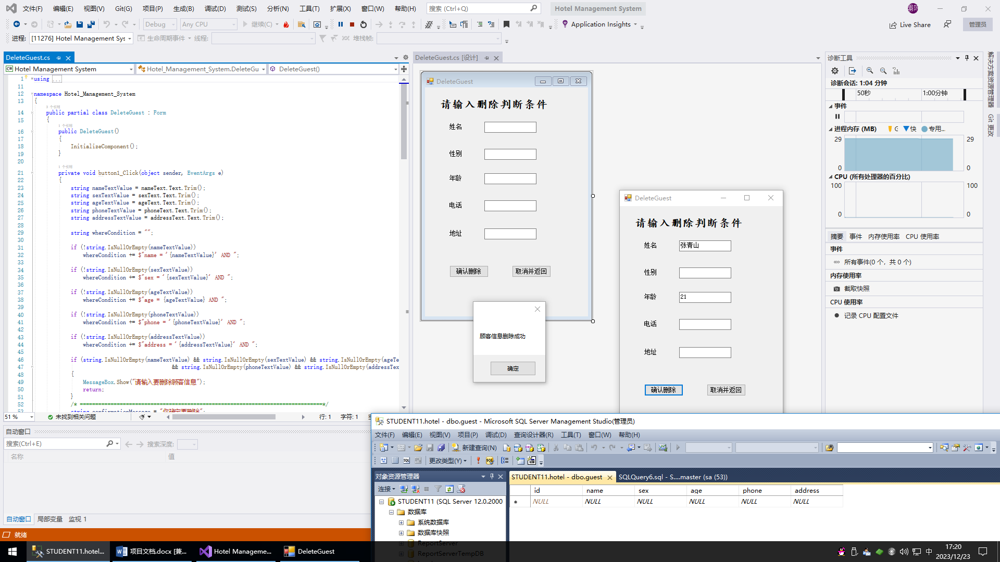 文件(F) 编辑(E) 视图(V) Git(G) 项目(P) 生成(B) 调试(D) 测试(S) 分析(N) 工具(T) 扩展(X) 窗口(W) 帮助(H) 搜索 (Ctrl+Q) Hotel Management System
Debug Any CPU 继续(C) Application Insights Live Share 管理员
进程: [11276] Hotel Management Sys 生命周期事件 线程: 堆栈帧:
DeleteGuest.cs
Hotel Management System Hotel_Management_System.DeleteGu DeleteGuest()
1 using ...
11
12 namespace Hotel_Management_System
13 {
14 public partial class DeleteGuest : Form
15 {
16 public DeleteGuest()
17 {
18 InitializeComponent();
19 }
20
21 private void button1_Click(object sender, EventArgs e)
22 {
23 string nameTextValue = nameText.Text.Trim();
24 string sexTextValue = sexText.Text.Trim();
25 string ageTextValue = ageText.Text.Trim();
26 string phoneTextValue = phoneText.Text.Trim();
27 string addressTextValue = addressText.Text.Trim();
28
29 string whereCondition = "";
30
31 if (!string.IsNullOrEmpty(nameTextValue))
32 whereCondition += $"name = '{nameTextValue}' AND ";
33
34 if (!string.IsNullOrEmpty(sexTextValue))
35 whereCondition += $"sex = '{sexTextValue}' AND ";
36
37 if (!string.IsNullOrEmpty(ageTextValue))
38 whereCondition += $"age = {ageTextValue} AND ";
39
40 if (!string.IsNullOrEmpty(phoneTextValue))
41 whereCondition += $"phone = '{phoneTextValue}' AND ";
42
43 if (!string.IsNullOrEmpty(addressTextValue))
44 whereCondition += $"address = '{addressTextValue}' AND ";
45
46 if (string.IsNullOrEmpty(nameTextValue) && string.IsNullOrEmpty(sexTextValue) && string.IsNullOrEmpty(ageTe
47 && string.IsNullOrEmpty(phoneTextValue) && string.IsNullOrEmpty(addressTex
48 {
49 MessageBox.Show("请输入要删除顾客信息");
50 return;
51 }
52
51 % 未找到相关问题 行: 1 字符: 1
自动窗口
搜索(Ctrl+E) 搜索深度:
名称 值
自动窗口 局部变量 监视 1
就绪
DeleteGuest.cs [设计]
DeleteGuest
请输入删除判断条件
姓名
性别
年龄
电话
地址
确认删除 取消并返回
顾客信息删除成功
确定
DeleteGuest
请输入删除判断条件
姓名 张青山
性别
年龄 21
电话
地址
确认删除 取消并返回
诊断工具
诊断会话: 1:04 分钟
50秒 1:00分钟
事件
进程内存 (MB) G 快 专用...
29 29
0 0
CPU (所有处理器的百分比)
100 100
0 0
摘要 事件 内存使用率 CPU 使用率
事件
所有事件(0 个，共 0 个)
内存使用率
截取快照
CPU 使用率
记录 CPU 配置文件
解决方案资源管理器
Git 更改
STUDENT11.hotel - dbo.guest - Microsoft SQL Server Management Studio(管理员)
文件(F) 编辑(E) 视图(V) 项目(P) 调试(D) 查询设计器(R) 工具(T) 窗口(W) 帮助(H)
新建查询(N)
更改类型(Y)
对象资源管理器
连接
STUDENT11 (SQL Server 12.0.2000
数据库
系统数据库
数据库快照
ReportServer
ReportServerTempDB
STUDENT11.hotel - dbo.guest SQLQuery6.sql - S....master (sa (53))
id name sex age phone address
NULL NULL NULL NULL NULL NULL
STUDENT11.hotel... 项目文档.docx [兼... Hotel Manageme... DeleteGuest
中 17:20
2023/12/23